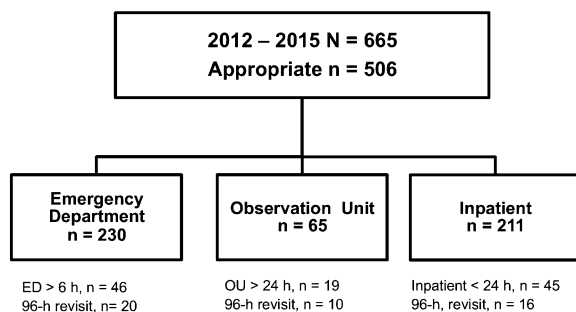 2012 – 2015 N = 665
Appropriate n = 506
Emergency
Department
n = 230
Observation Unit
n = 65
Inpatient
n = 211
ED > 6 h, n = 46
96-h revisit, n= 20
OU > 24 h, n = 19
96-h revisit, n = 10
Inpatient < 24 h, n = 45
96-h, revisit, n = 16